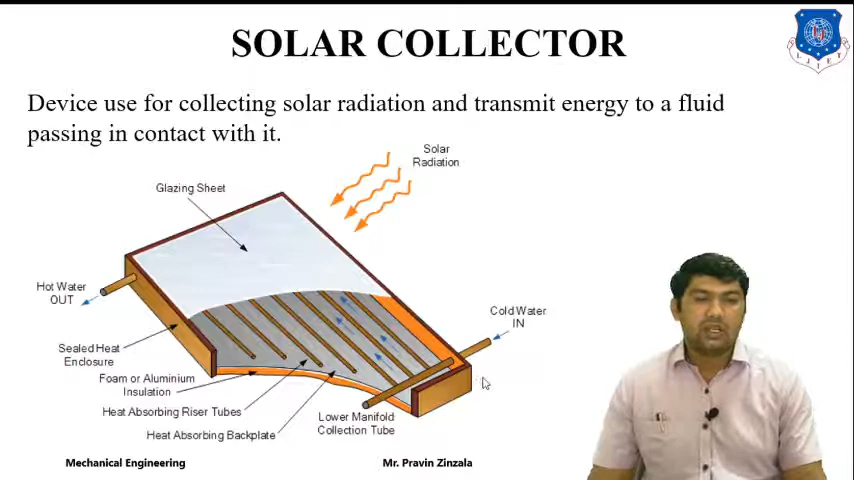 SOLAR COLLECTOR
LJIET
Device use for collecting solar radiation and transmit energy to a fluid
passing in contact with it.
Solar
Radiation
Glazing Sheet
Hot Water
OUT
Cold Water
IN
Sealed Heat
Enclosure
Foam or Aluminium
Insulation
Heat Absorbing Riser Tubes
Lower Manifold
Collection Tube
Heat Absorbing Backplate
Mechanical Engineering
Mr. Pravin Zinzala